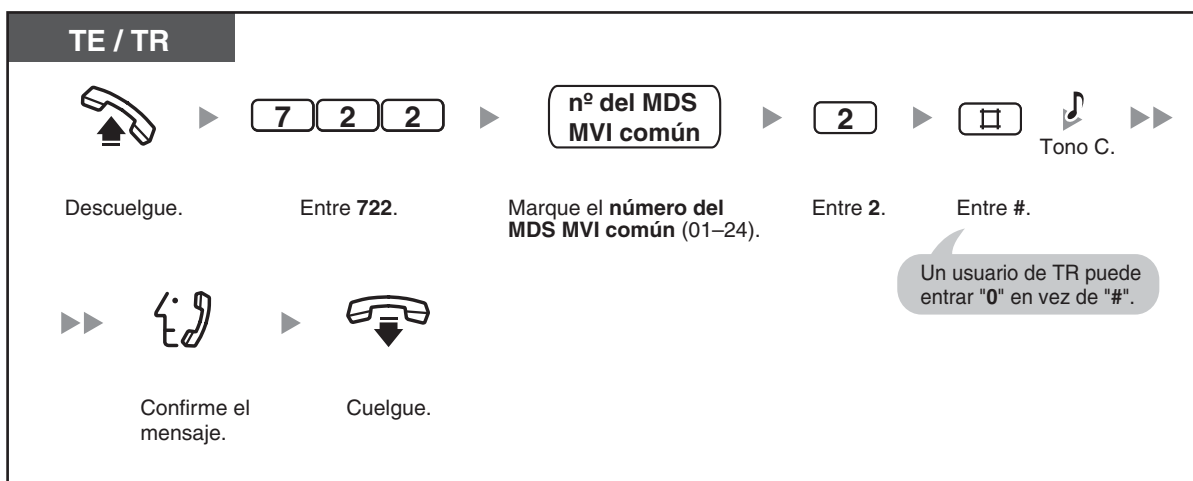 TE / TR
7 2 2
nº del MDS
MVI común
2
#
Tono C.
Descuelgue.
Entre 722.
Marque el número del
MDS MVI común (01–24).
Entre 2.
Entre #.
Un usuario de TR puede
entrar "0" en vez de "#".
Confirme el
mensaje.
Cuelgue.